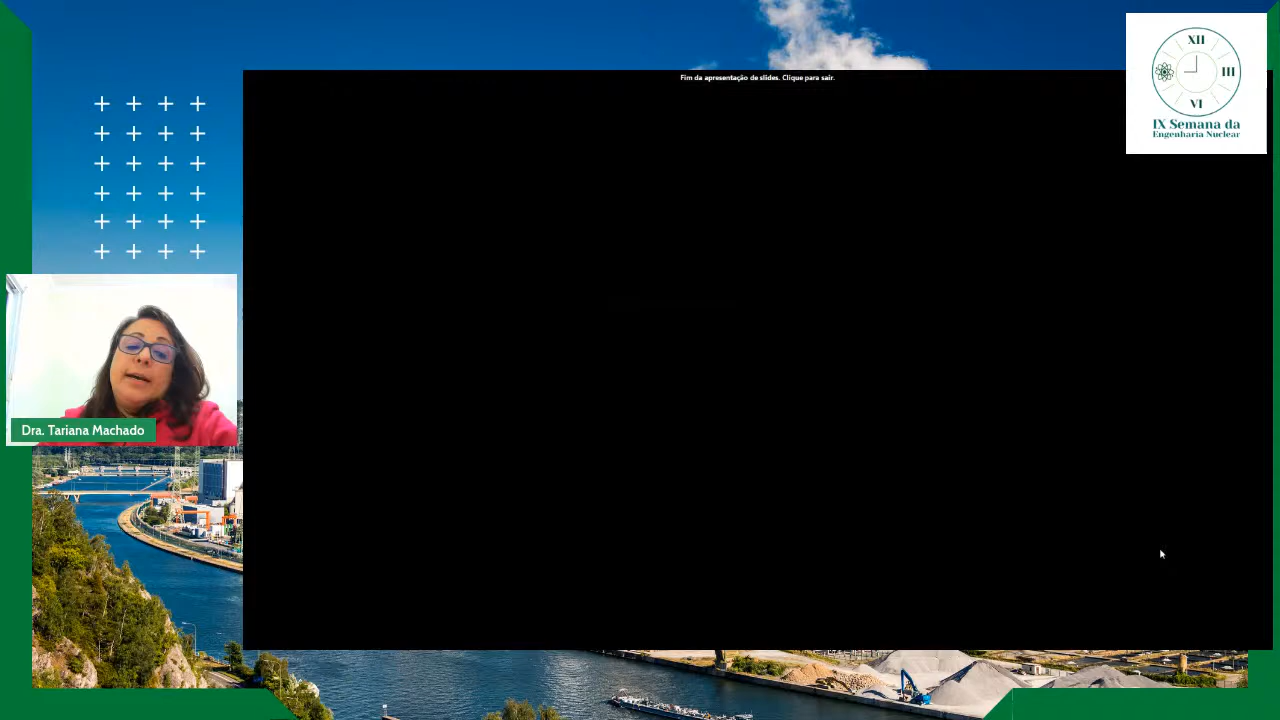 Fim da apresentação de slides. Clique para sair.
XII
III
VI
IX Semana da
Engenharia Nuclear
Dra. Tariana Machado